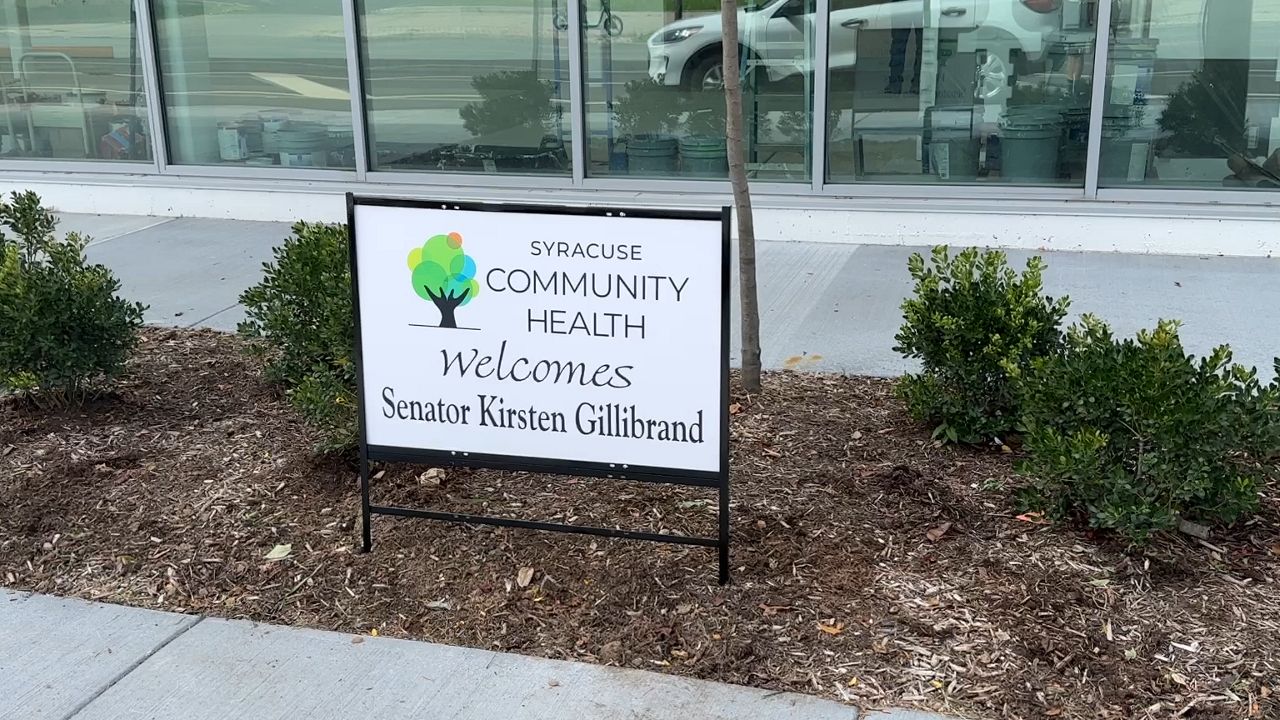 SYRACUSE
COMMUNITY
HEALTH
Welcomes
Senator Kirsten Gillibrand